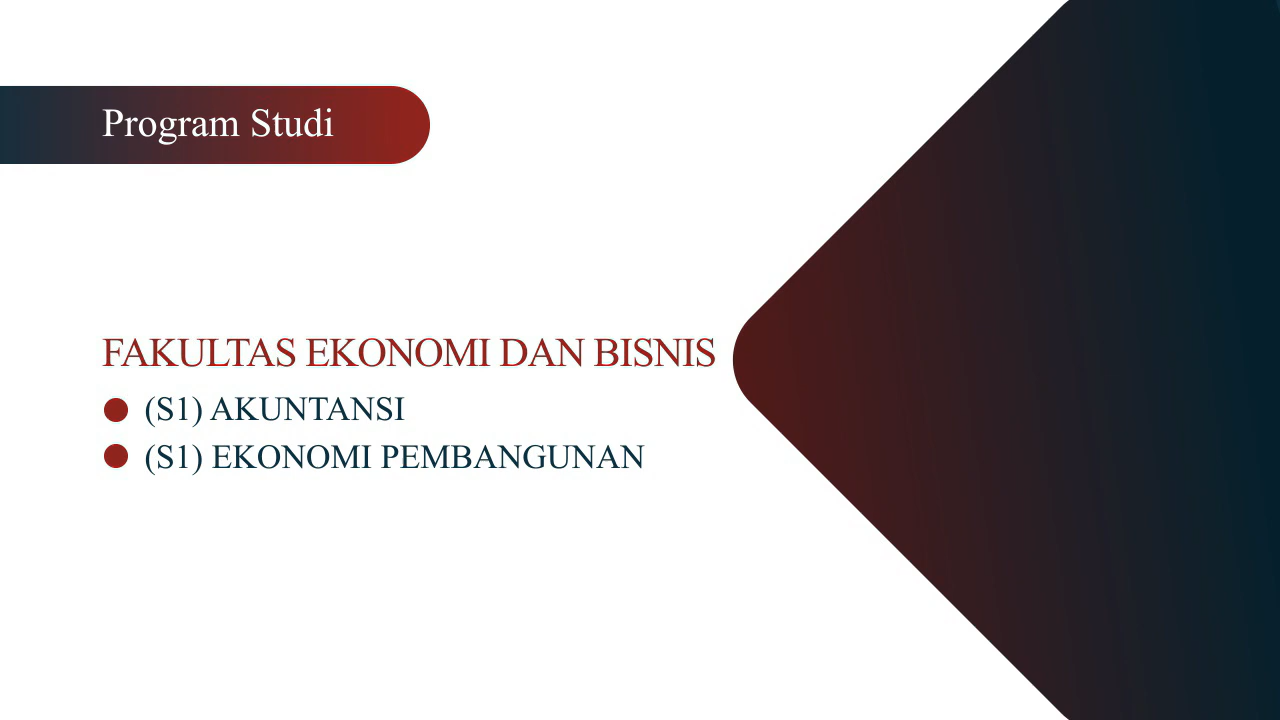 Program Studi
FAKULTAS EKONOMI DAN BISNIS
(S1) AKUNTANSI
(S1) EKONOMI PEMBANGUNAN